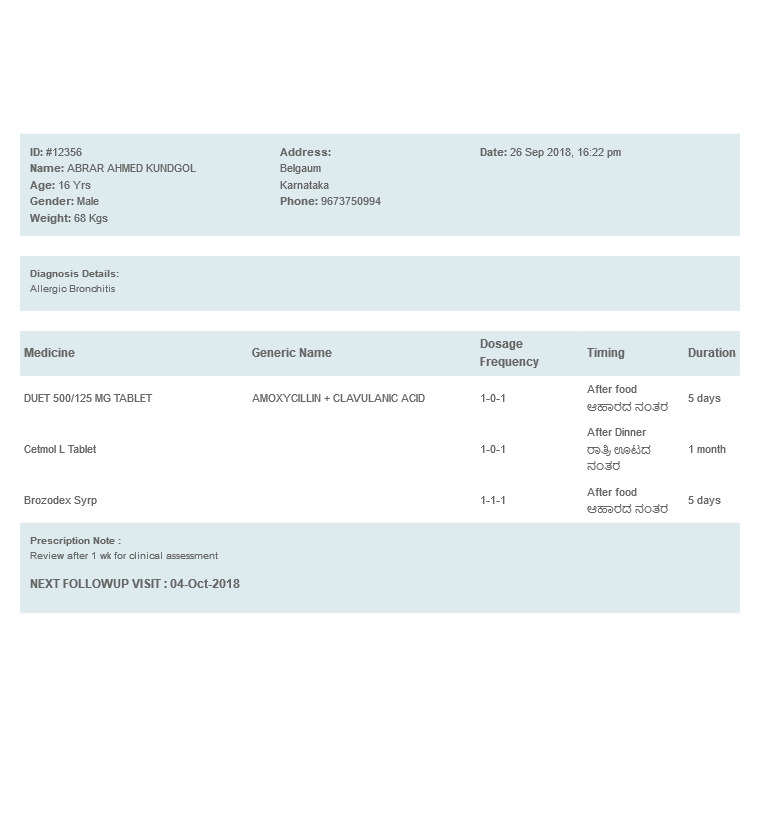 ID: #12356
Name: ABRAR AHMED KUNDGOL
Age: 16 Yrs
Gender: Male
Weight: 68 Kgs
Address:
Belgaum
Karnataka
Phone: 9673750994
Date: 26 Sep 2018, 16:22 pm
Diagnosis Details:
Allergic Bronchitis
Medicine Generic Name Dosage Frequency Timing Duration
DUET 500/125 MG TABLET AMOXYCILLIN + CLAVULANIC ACID 1-0-1 After food 5 days
ಆಹಾರದ ನಂತರ
Cetmol L Tablet 1-0-1 After Dinner 1 month
ರಾತ್ರಿ ಊಟದ
ನಂತರ
Brozodex Syrp 1-1-1 After food 5 days
ಆಹಾರದ ನಂತರ
Prescription Note :
Review after 1 wk for clinical assessment
NEXT FOLLOWUP VISIT : 04-Oct-2018